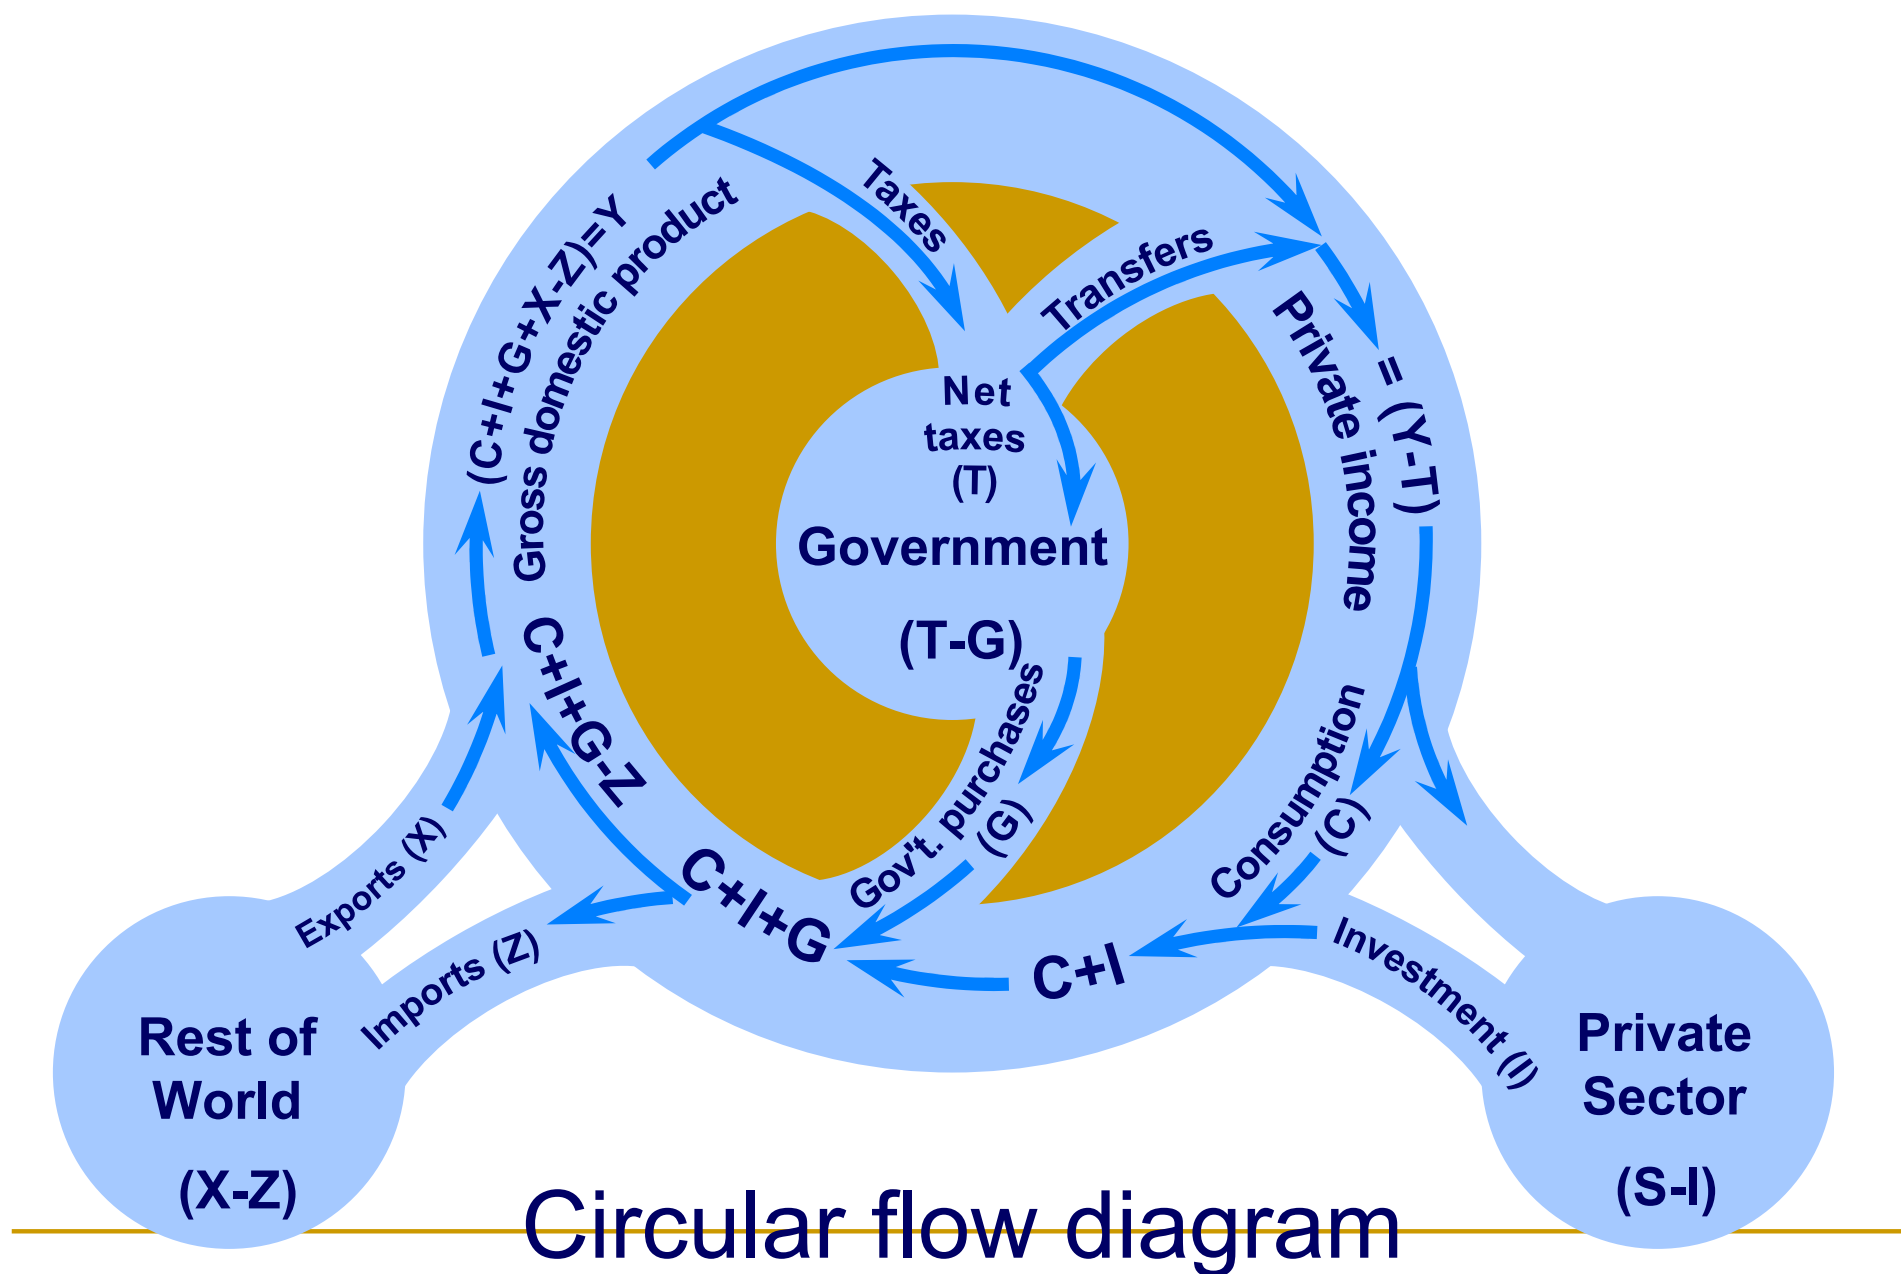 Taxes
Transfers
(C+I+G+X-Z)=Y
Gross domestic product
Net
taxes
(T)
Private income
= (Y-T)
Government
(T-G)
C+I+G-Z
Gov't. purchases
(G)
Consumption
(C)
Exports (X)
Imports (Z)
C+I+G
C+I
Investment (I)
Rest of
World
(X-Z)
Private
Sector
(S-I)
Circular flow diagram